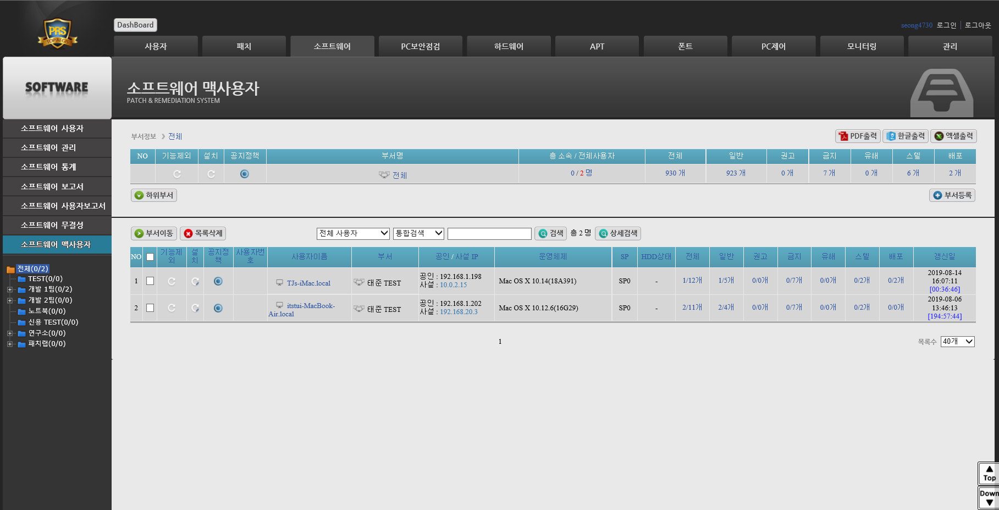 PRS
TOP AEGIS
DashBoard
seong4730 로그인 | 로그아웃
사용자 패치 소프트웨어 PC보안점검 하드웨어 APT 폰트 PC제어 모니터링 관리
SOFTWARE
소프트웨어 맥사용자
PATCH & REMEDIATION SYSTEM
소프트웨어 사용자
소프트웨어 관리
소프트웨어 통계
소프트웨어 보고서
소프트웨어 사용자보고서
소프트웨어 무결성
소프트웨어 맥사용자
전체(0/2)
TEST(0/0)
개발 1팀(0/2)
개발 2팀(0/0)
노트북(0/0)
신용 TEST(0/0)
연구소(0/0)
패치랩(0/0)
부서정보 > 전체
PDF출력 한글출력 엑셀출력
NO 기능제외 설치 공지정책 부서명 총 소속 / 전체사용자 전체 일반 권고 금지 유해 스텔 배포
전체 0 / 2 명 930 개 923 개 0 개 7 개 0 개 6 개 2 개
하위부서 부서등록
부서이동 목록삭제 전체 사용자 통합검색 검색 총 2 명 상세검색
NO 기능제외 설치 공지정책 사용자번호 사용자이름 부서 공인 / 사설 IP 운영체제 SP HDD상태 전체 일반 권고 금지 유해 스텔 배포 갱신일
1 TJs-iMac.local 태준 TEST 공인 : 192.168.1.198 Mac OS X 10.14(18A391) SP0 - 1/12개 1/5개 0/0개 0/7개 0/0개 0/2개 0/2개 2019-08-14
사설 : 10.0.2.15 16:07:11
[00:36:46]
2 itstui-MacBook- 태준 TEST 공인 : 192.168.1.202 Mac OS X 10.12.6(16G29) SP0 - 2/11개 2/4개 0/0개 0/7개 0/0개 0/2개 0/0개 2019-08-06
Air.local 사설 : 192.168.20.3 13:46:13
[194:57:44]
1
목록수 40개
Top
Down